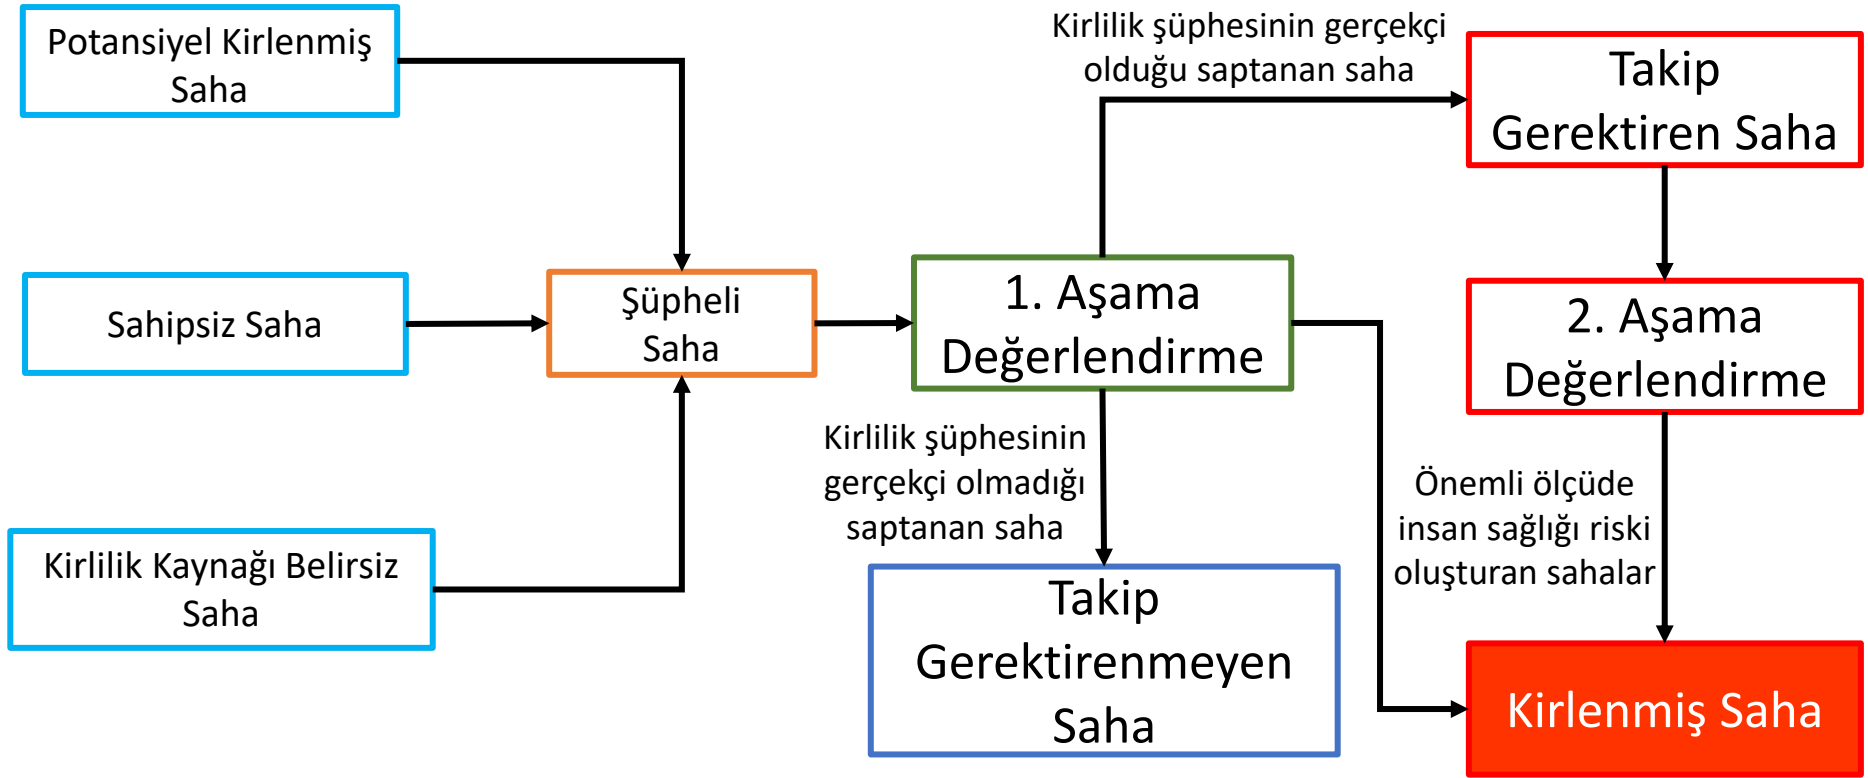 Potansiyel Kirlenmiş
Saha
Sahipsiz Saha
Kirlilik Kaynağı Belirsiz
Saha
Şüpheli
Saha
1. Aşama
Değerlendirme
Kirlilik şüphesinin gerçekçi
olduğu saptanan saha
Takip
Gerektiren Saha
2. Aşama
Değerlendirme
Kirlilik şüphesinin
gerçekçi olmadığı
saptanan saha
Takip
Gerektirenmeyen
Saha
Önemli ölçüde
insan sağlığı riski
oluşturan sahalar
Kirlenmiş Saha